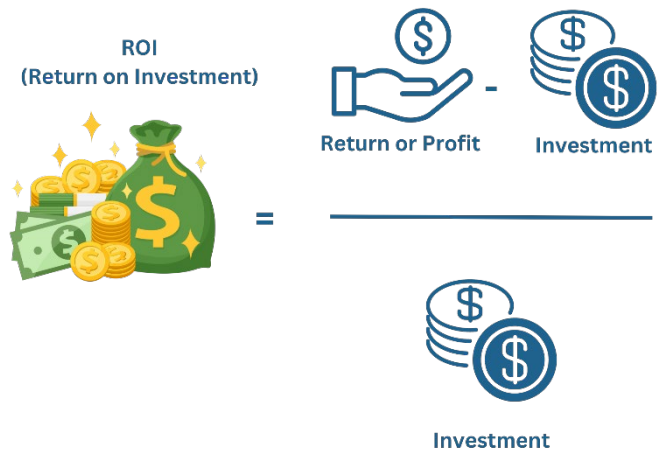 ROI
(Return on Investment)
$
$
$
-
Return or Profit
Investment
$
$
$
$
$
=
$
$
Investment